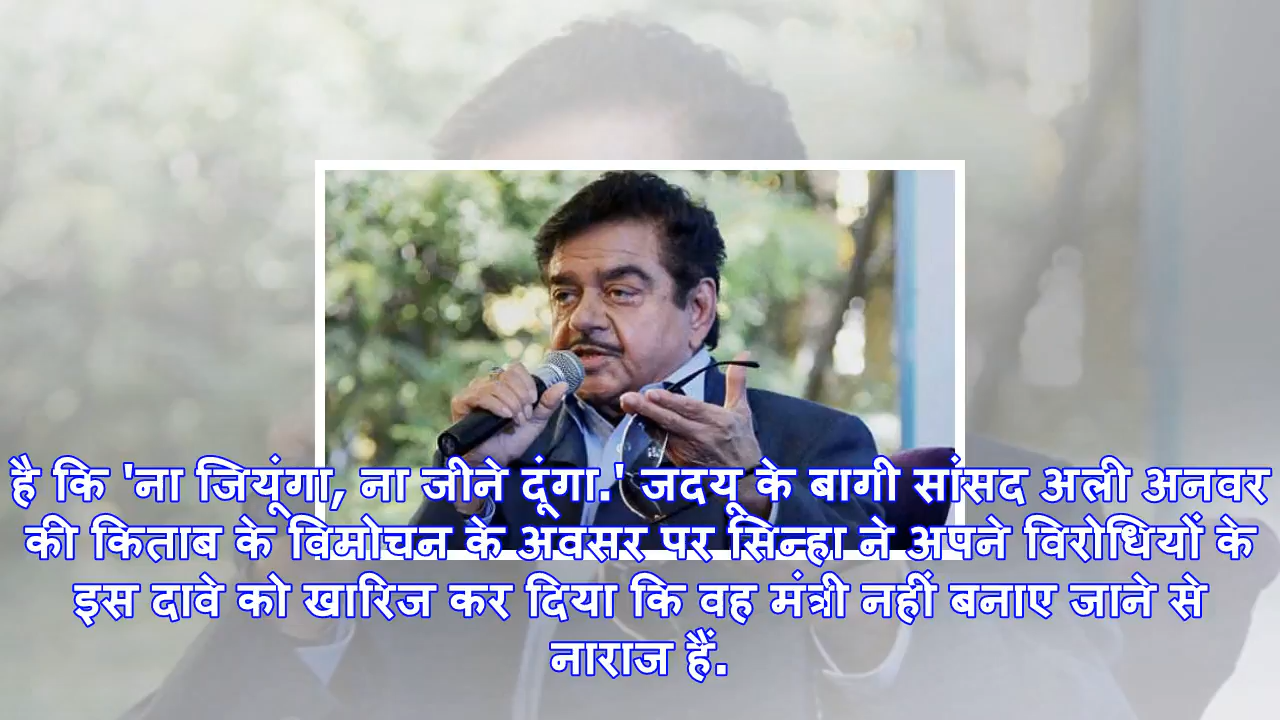 है कि 'ना जियूंगा, ना जीने दूंगा.' जदयू के बागी सांसद अली अनवर
की किताब के विमोचन के अवसर पर सिन्हा ने अपने विरोधियों के
इस दावे को खारिज कर दिया कि वह मंत्री नहीं बनाए जाने से
नाराज हैं.